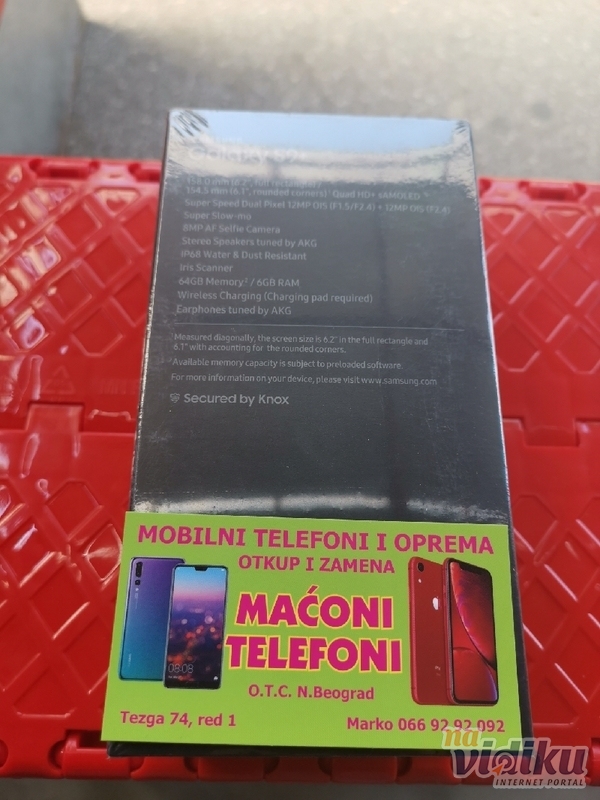 Galaxy S9+
154.5 mm (6.1", rounded corners)¹ Quad HD+ sAMOLED
Super Speed Dual Pixel 12MP OIS (F1.5/F2.4) + 12MP OIS (F2.4)
Super Slow-mo
8MP AF Selfie Camera
Stereo Speakers tuned by AKG
IP68 Water & Dust Resistant
Iris Scanner
64GB Memory² / 6GB RAM
Wireless Charging (Charging pad required)
Earphones tuned by AKG
Measured diagonally, the screen size is 6.2" in the full rectangle and
6.1" with accounting for the rounded corners.
Available memory capacity is subject to preloaded software.
For more information on your device, please visit www.samsung.com
Secured by Knox
MOBILNI TELEFONI I OPREMA
OTKUP I ZAMENA
MAĆONI
TELEFONI
08:08
O.T.C. N.Beograd
Tezga 74, red 1
Marko 066 92 92 092
na
vidiku
INTERNET PORTAL